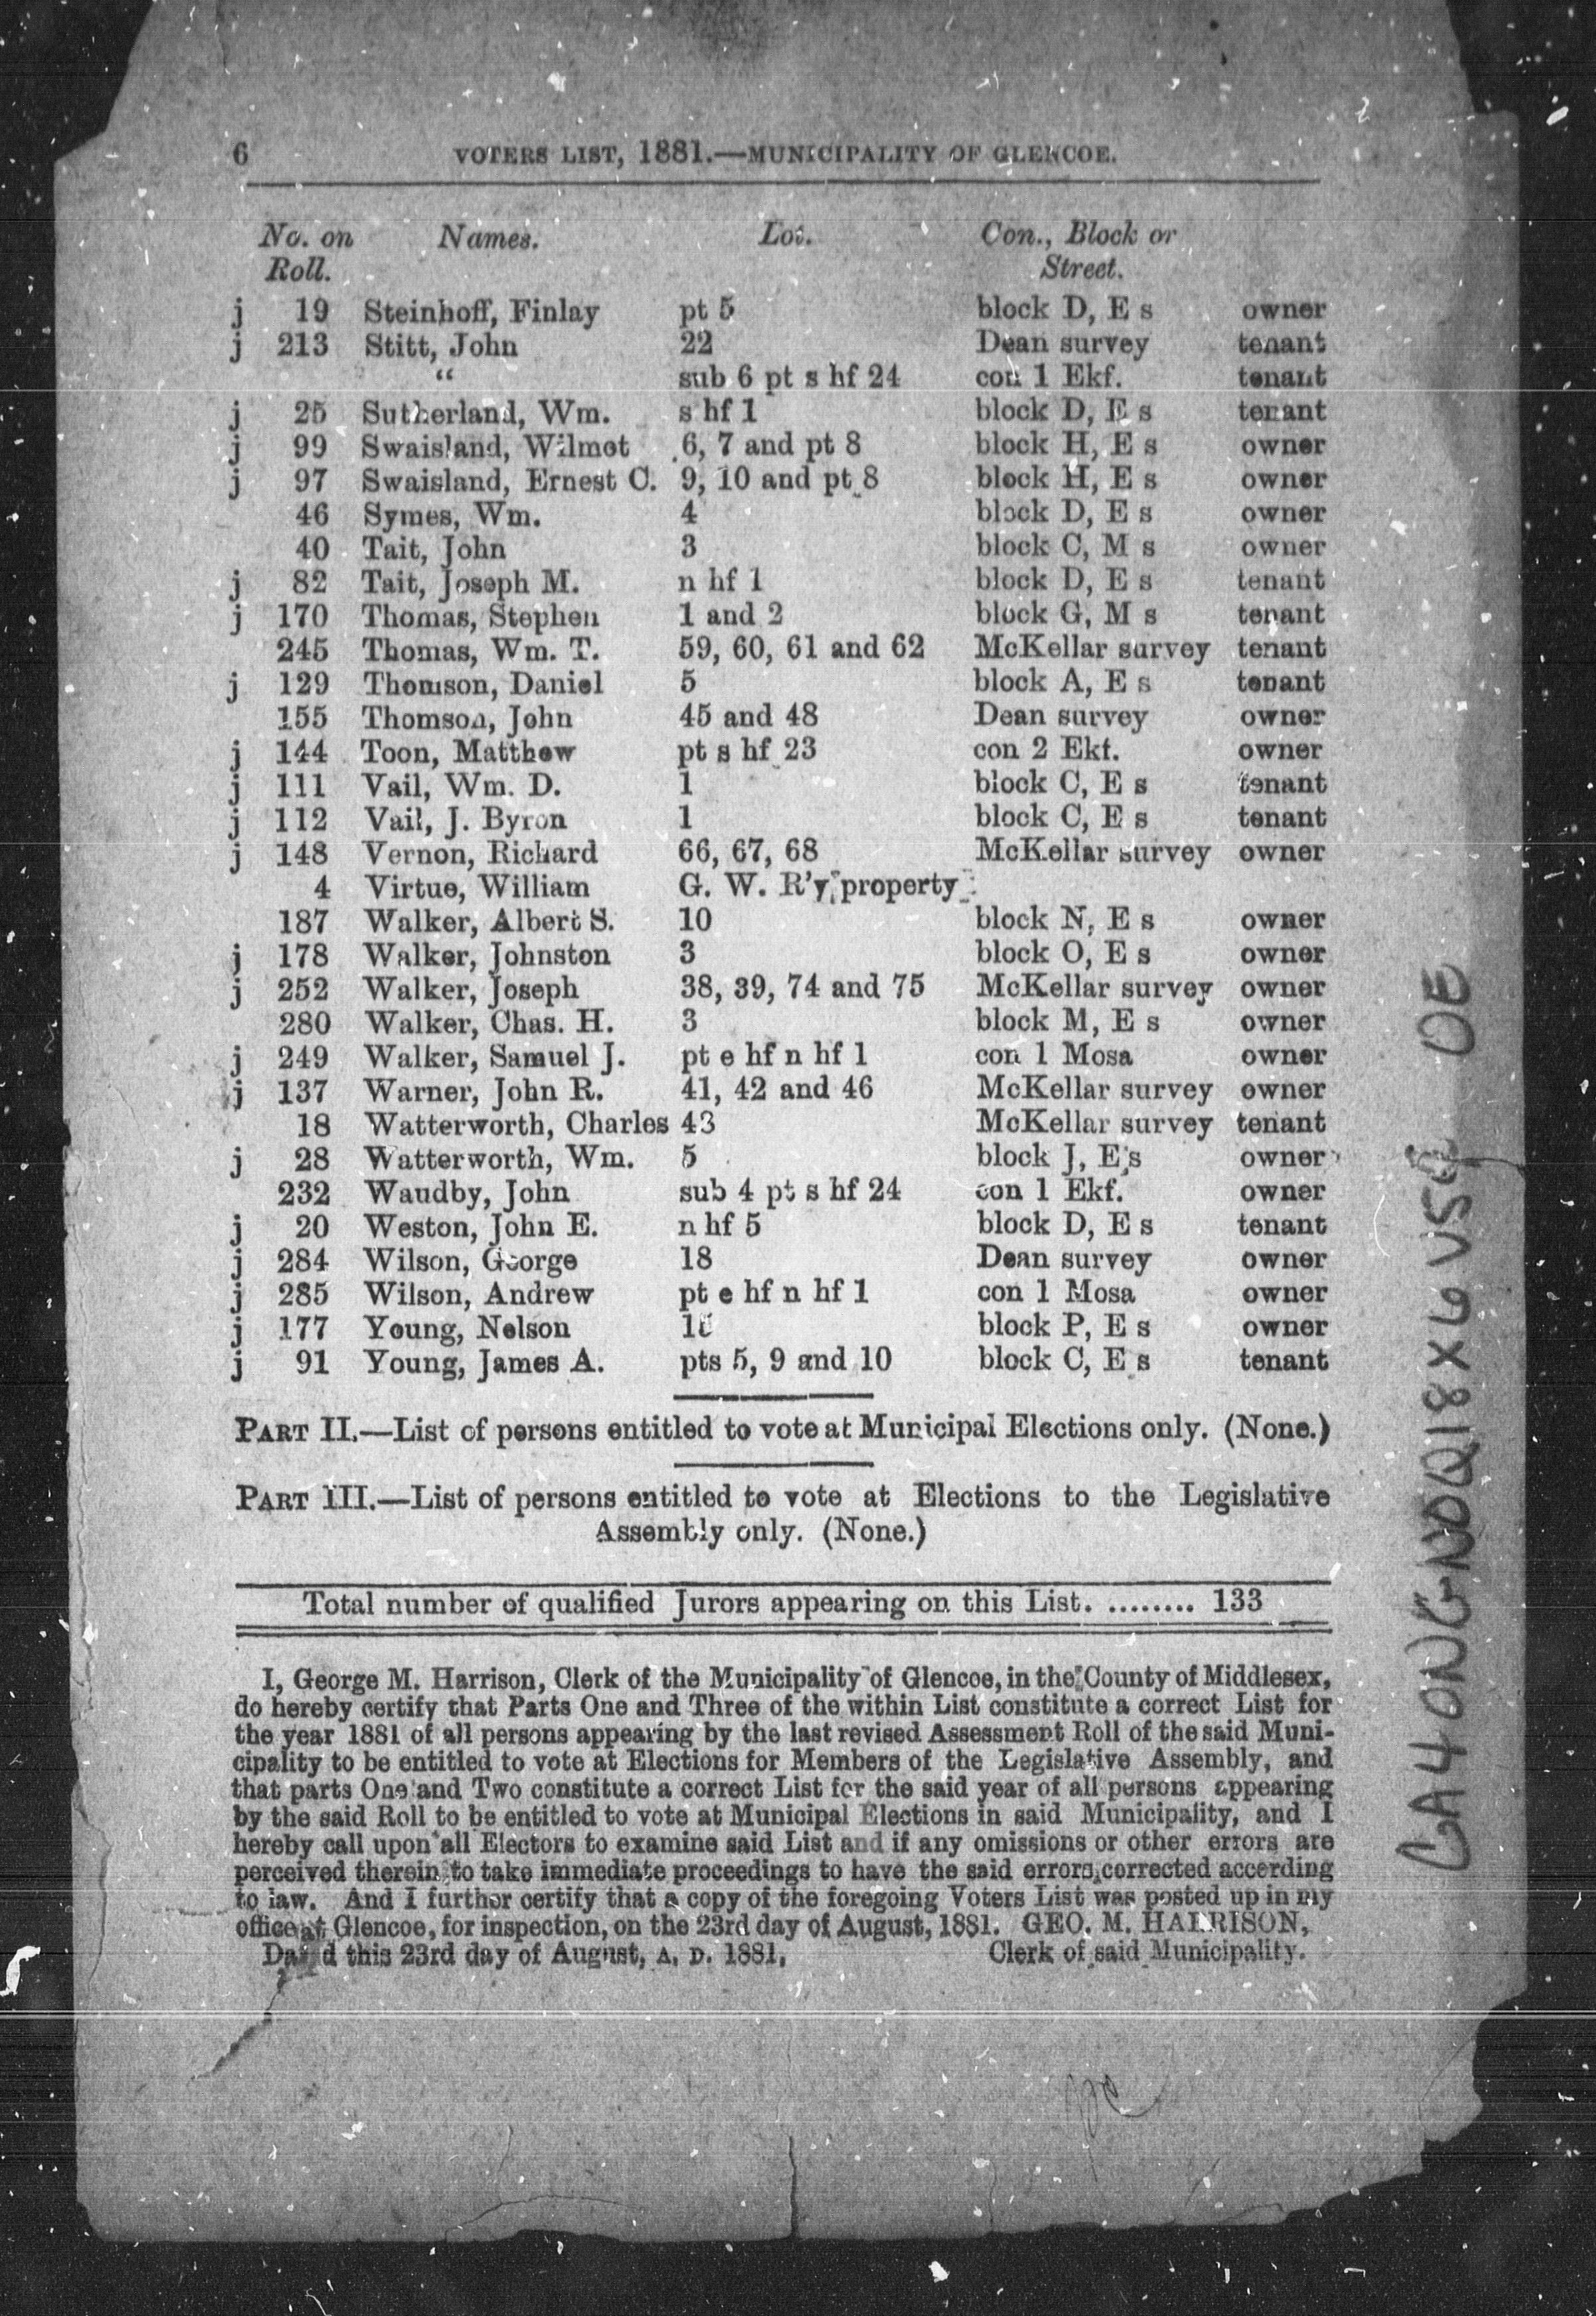 6 VOTERS LIST, 1881.—MUNICIPALITY OF GLENCOE.
No. on Names. Lot. Con., Block or
Roll. Street.
j 19 Steinhoff, Finlay pt 5 block D, E s owner
j 213 Stitt, John 22 Dean survey tenant
“ sub 6 pt s hf 24 con 1 Ekf. tenant
j 25 Sutherland, Wm. s hf 1 block D, E s tenant
j 99 Swaisland, Wilmot 6, 7 and pt 8 block H, E s owner
j 97 Swaisland, Ernest C. 9, 10 and pt 8 block H, E s owner
46 Symes, Wm. 4 block D, E s owner
40 Tait, John 3 block C, M s owner
j 82 Tait, Joseph M. n hf 1 block D, E s tenant
j 170 Thomas, Stephen 1 and 2 block G, M s tenant
245 Thomas, Wm. T. 59, 60, 61 and 62 McKellar survey tenant
j 129 Thomson, Daniel 5 block A, E s tenant
155 Thomson, John 45 and 48 Dean survey owner
j 144 Toon, Matthew pt s hf 23 con 2 Ekf. owner
j 111 Vail, Wm. D. 1 block C, E s tenant
j 112 Vail, J. Byron 1 block C, E s tenant
j 148 Vernon, Richard 66, 67, 68 McKellar survey owner
4 Virtue, William G. W. R’y property
187 Walker, Albert S. 10 block N, E s owner
j 178 Walker, Johnston 3 block O, E s owner
j 252 Walker, Joseph 38, 39, 74 and 75 McKellar survey owner
280 Walker, Chas. H. 3 block M, E s owner
j 249 Walker, Samuel J. pt e hf n hf 1 con 1 Mosa owner
j 137 Warner, John R. 41, 42 and 46 McKellar survey owner
18 Watterworth, Charles 43 McKellar survey tenant
j 28 Watterworth, Wm. 5 block J, E s owner
232 Waudby, John sub 4 pt s hf 24 con 1 Ekf. owner
j 20 Weston, John E. n hf 5 block D, E s tenant
j 284 Wilson, George 18 Dean survey owner
j 285 Wilson, Andrew pt e hf n hf 1 con 1 Mosa owner
j 177 Young, Nelson block P, E s owner
j 91 Young, James A. pts 5, 9 and 10 block C, E s tenant
PART II.—List of persons entitled to vote at Municipal Elections only. (None.)
PART III.—List of persons entitled to vote at Elections to the Legislative
Assembly only. (None.)
Total number of qualified Jurors appearing on this List. ........ 133
I, George M. Harrison, Clerk of the Municipality of Glencoe, in the County of Middlesex,
do hereby certify that Parts One and Three of the within List constitute a correct List for
the year 1881 of all persons appearing by the last revised Assessment Roll of the said Muni-
cipality to be entitled to vote at Elections for Members of the Legislative Assembly, and
that parts One and Two constitute a correct List for the said year of all persons appearing
by the said Roll to be entitled to vote at Municipal Elections in said Municipality, and I
hereby call upon all Electors to examine said List and if any omissions or other errors are
perceived therein to take immediate proceedings to have the said errors corrected according
to law. And I further certify that a copy of the foregoing Voters List was posted up in my
office at Glencoe, for inspection, on the 23rd day of August, 1881. GEO. M. HARRISON,
Dated this 23rd day of August, A. D. 1881, Clerk of said Municipality.